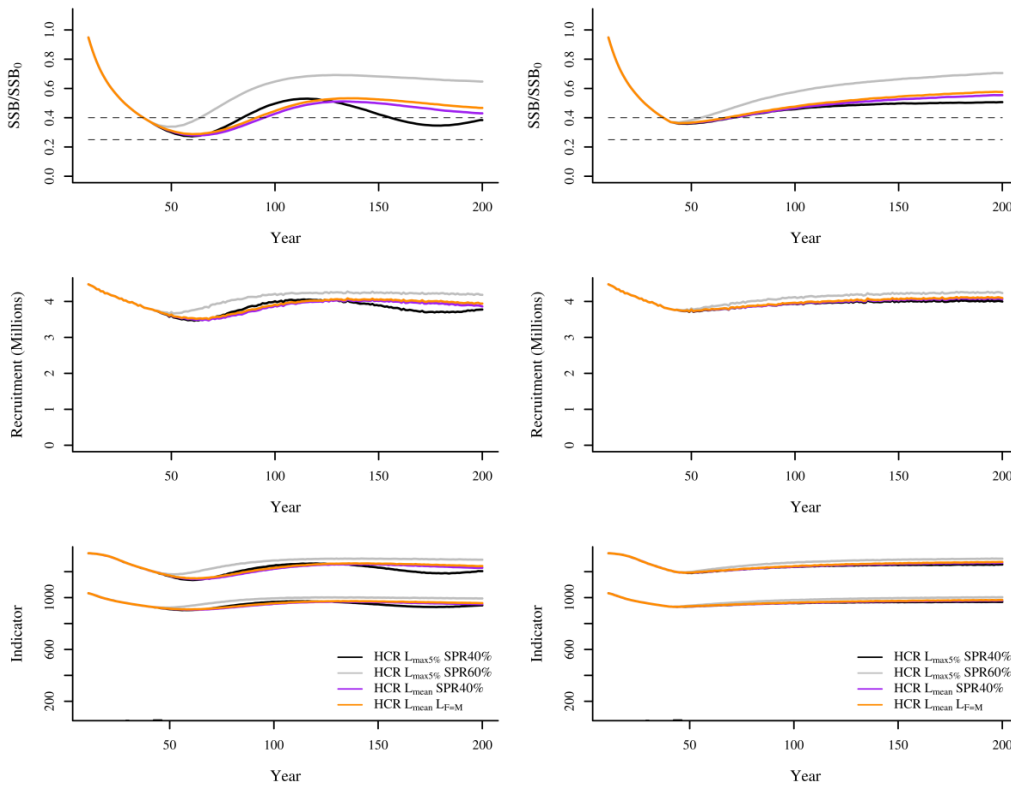 SSB/SSB₀
0.0 0.2 0.4 0.6 0.8 1.0
50 100 150 200
Year
SSB/SSB₀
0.0 0.2 0.4 0.6 0.8 1.0
50 100 150 200
Year
Recruitment (Millions)
0 1 2 3 4
50 100 150 200
Year
Recruitment (Millions)
0 1 2 3 4
50 100 150 200
Year
Indicator
200 600 1000
HCR Lmax5% SPR40%
HCR Lmax5% SPR60%
HCR Lmean SPR40%
HCR Lmean LF=M
50 100 150 200
Year
Indicator
200 600 1000
HCR Lmax5% SPR40%
HCR Lmax5% SPR60%
HCR Lmean SPR40%
HCR Lmean LF=M
50 100 150 200
Year